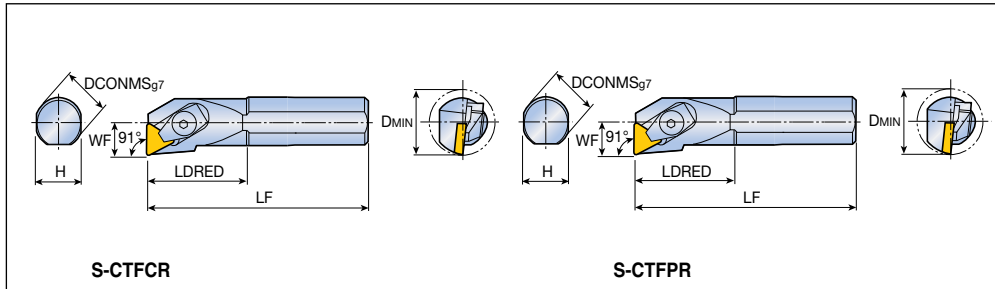 DCONMSg7
WF
91°
H
LDRED
LF
DMIN
S-CTFCR
DCONMSg7
WF
91°
H
LDRED
LF
DMIN
S-CTFPR